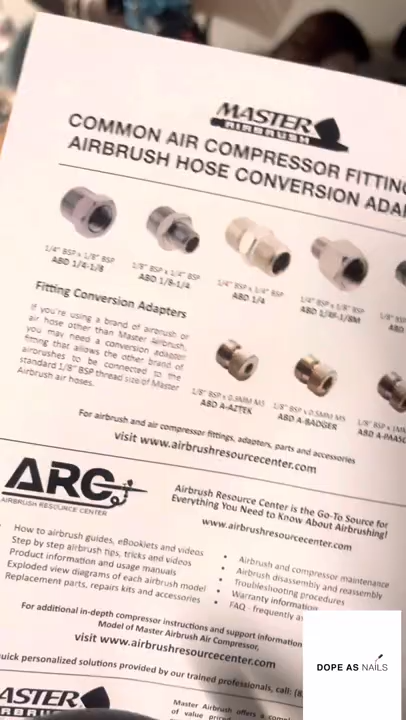 MASTER
AIRBRUSH
COMMON AIR COMPRESSOR FITTING
AIRBRUSH HOSE CONVERSION ADA
1/4" BSP x 1/8" BSP
ABD 1/4-1/8
1/8" BSP x 1/4" BSP
ABD 1/8-1/4
1/4" BSP x 1/4" BSP
ABD 1/4
1/4" BSP x 1/8" BSP
ABD 1/4F-1/8M
ABD
Fitting Conversion Adapters
If you're using a brand of airbrush or
air hose other than Master Airbrush,
you may need a conversion adapter
fitting that allows the other brand of
airbrushes to be connected to the
standard 1/8" BSP thread size of Master
Airbrush air hoses.
ABD A-AZTEK
1/8" BSP x 0.5MM M5
ABD A-BADGER
ABD A-PAASC
For airbrush and air compressor fittings, adapters, parts and accessories
visit www.airbrushresourcecenter.com
ARC
AIRBRUSH RESOURCE CENTER
Airbrush Resource Center is the Go-To Source for
Everything You Need to Know About Airbrushing!
www.airbrushresourcecenter.com
How to airbrush guides, eBooklets and videos
Step by step airbrush tips, tricks and videos
Product information and usage manuals
Exploded view diagrams of each airbrush model
Replacement parts, repairs kits and accessories
• Airbrush and compressor maintenance
• Airbrush disassembly and reassembly
• Troubleshooting procedures
• Warranty information
• FAQ - frequently a
For additional in-depth compressor instructions and support information
Model of Master Airbrush Air Compressor,
visit www.airbrushresourcecenter.com
quick personalized solutions provided by our trained professionals, call: (8
ASTER
Master Airbrush offers a com
of value priced
DOPE AS NAILS